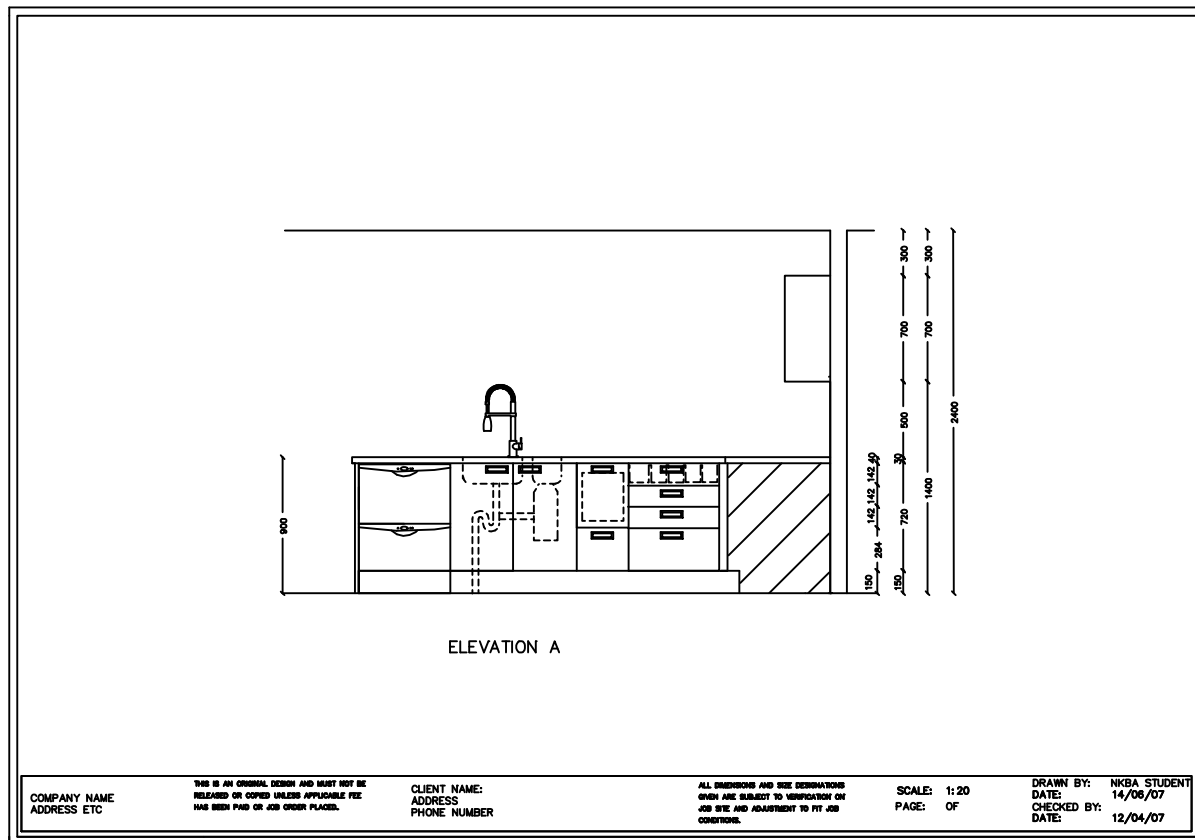 300
300
700
700
2400
500
30
40
142
142
142
1400
720
900
284
150
150
ELEVATION A
COMPANY NAME
ADDRESS ETC
THIS IS AN ORIGINAL DESIGN AND MUST NOT BE
RELEASED OR COPIED UNLESS APPLICABLE FEE
HAS BEEN PAID OR JOB ORDER PLACED.
CLIENT NAME:
ADDRESS
PHONE NUMBER
ALL DIMENSIONS AND SIZE DESIGNATIONS
GIVEN ARE SUBJECT TO VERIFICATION ON
JOB SITE AND ADJUSTMENT TO FIT JOB
CONDITIONS.
SCALE: 1:20
PAGE: OF
DRAWN BY: NKBA STUDENT
DATE: 14/06/07
CHECKED BY:
DATE: 12/04/07